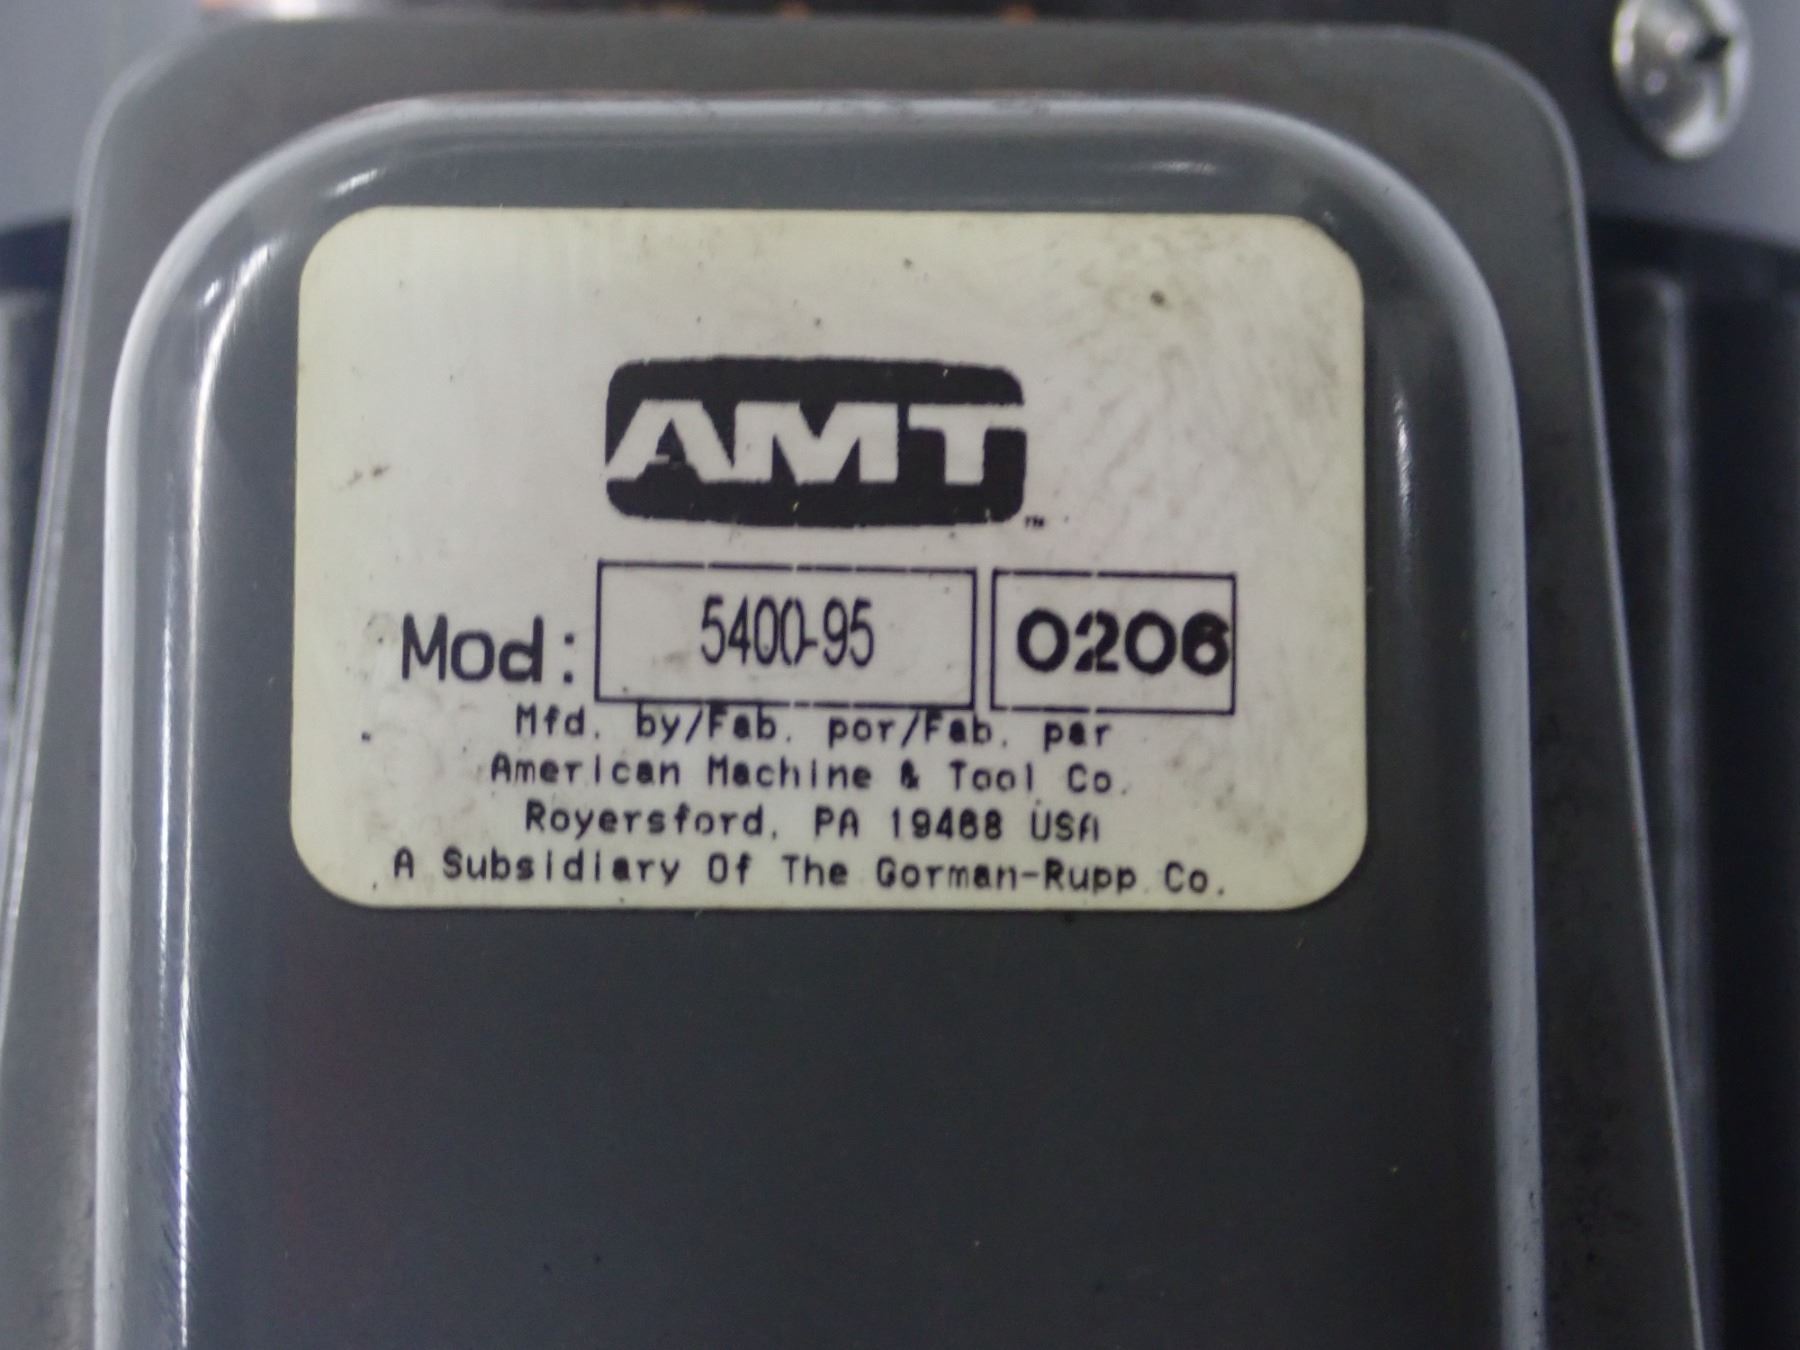 AMT
™
Mod: 5400-95 0206
Mfd. by/Fab. por/Fab. par
American Machine & Tool Co.
Royersford, PA 19468 USA
A Subsidiary Of The Gorman-Rupp Co.